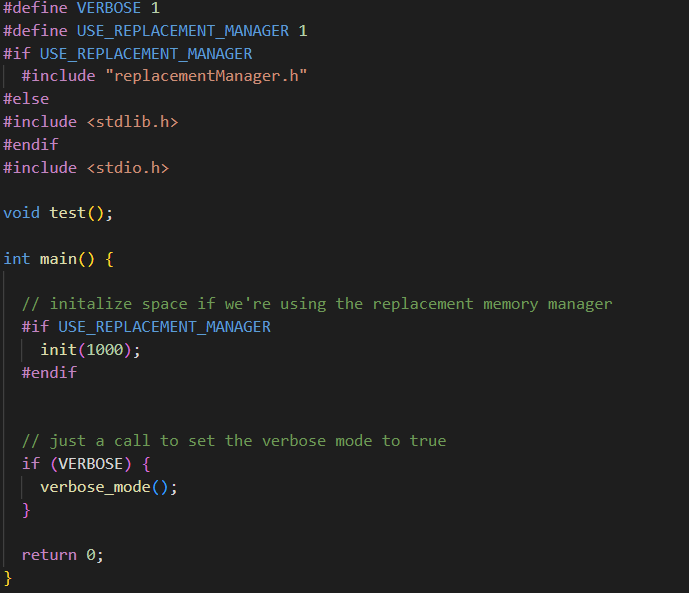 #define VERBOSE 1
#define USE_REPLACEMENT_MANAGER 1
#if USE_REPLACEMENT_MANAGER
  #include "replacementManager.h"
#else
#include <stdlib.h>
#endif
#include <stdio.h>

void test();

int main() {

  // initalize space if we're using the replacement memory manager
  #if USE_REPLACEMENT_MANAGER
    init(1000);
  #endif


  // just a call to set the verbose mode to true
  if (VERBOSE) {
    verbose_mode();
  }

  return 0;
}